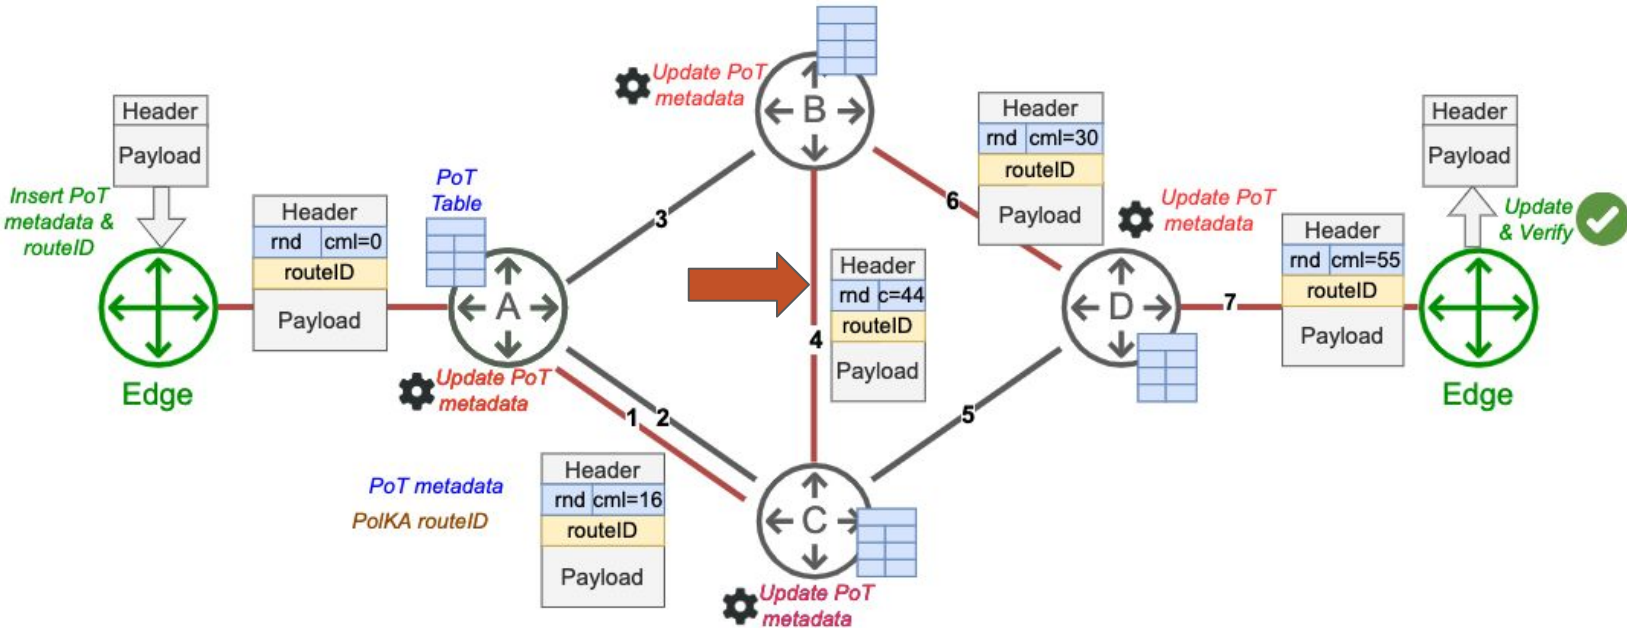 Header
Payload
Insert PoT
metadata &
routeID
Edge
Header
rnd cml=0
routeID
Payload
PoT
Table
A
Update PoT
metadata
3
1
2
PoT metadata
PolKA routeID
Header
rnd cml=16
routeID
Payload
Update PoT
metadata
B
4
Header
rnd c=44
routeID
Payload
C
Update PoT
metadata
6
5
Header
rnd cml=30
routeID
Payload
Update PoT
metadata
D
7
Header
rnd cml=55
routeID
Payload
Header
Payload
Update
& Verify
Edge